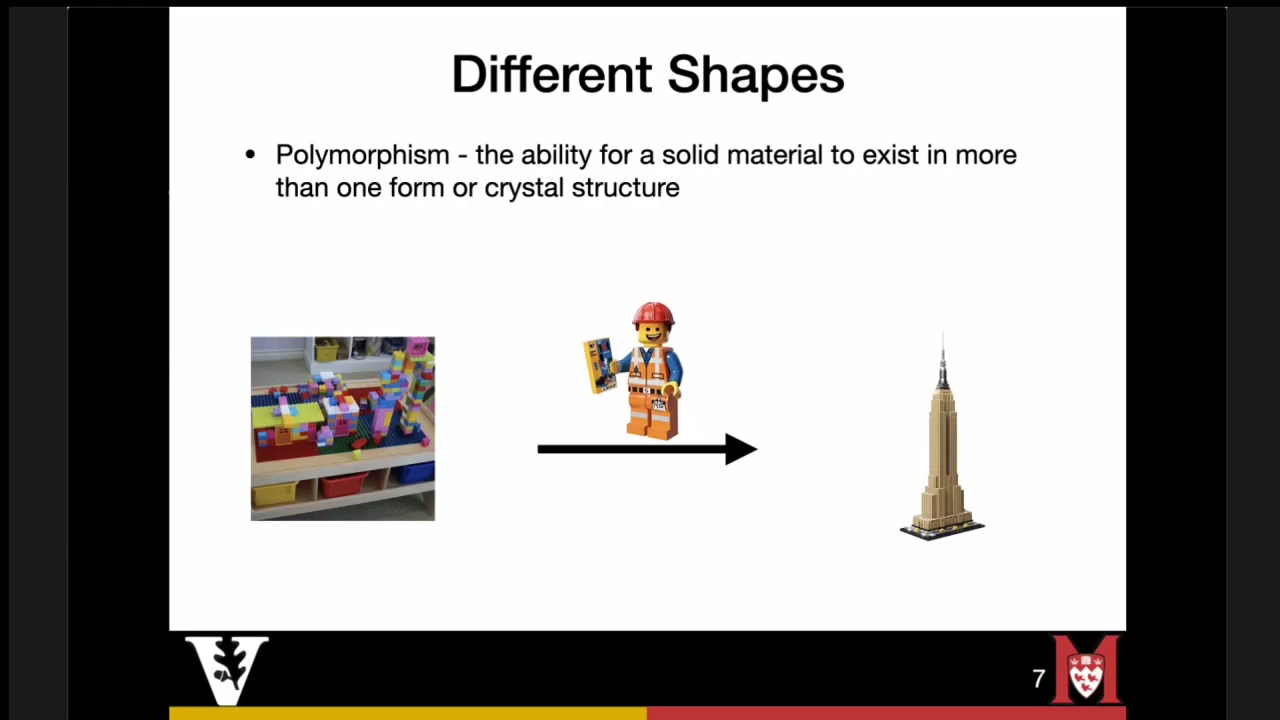 Different Shapes
• Polymorphism - the ability for a solid material to exist in more
than one form or crystal structure
7